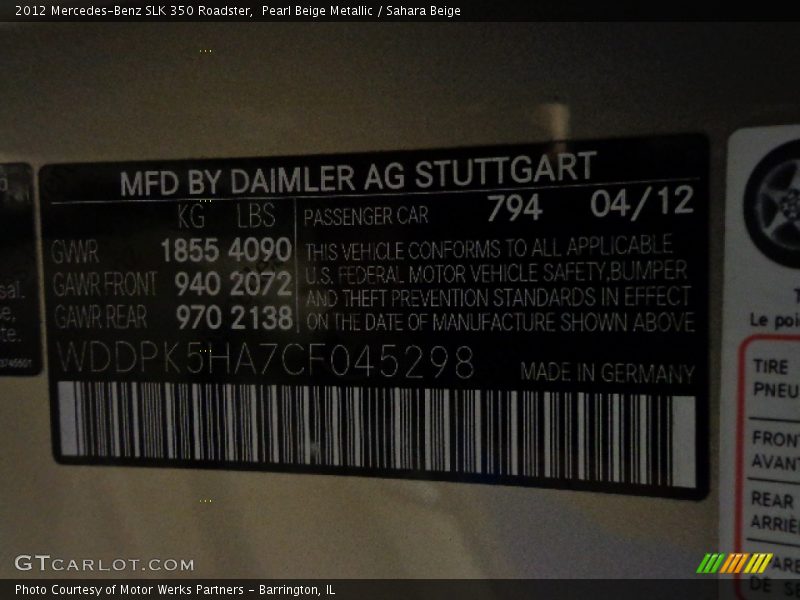 2012 Mercedes-Benz SLK 350 Roadster,  Pearl Beige Metallic / Sahara Beige
MFD BY DAIMLER AG STUTTGART
KG LBS PASSENGER CAR 794 04/12
GVWR 1855 4090 THIS VEHICLE CONFORMS TO ALL APPLICABLE
GAWR FRONT 940 2072 U.S. FEDERAL MOTOR VEHICLE SAFETY,BUMPER
GAWR REAR 970 2138 AND THEFT PREVENTION STANDARDS IN EFFECT
ON THE DATE OF MANUFACTURE SHOWN ABOVE
WDDPK5HA7CF045298 MADE IN GERMANY
Le poi
TIRE
PNEU
FRONT
AVANT
REAR
ARRIÈ
GTCARLOT.COM
Photo Courtesy of Motor Werks Partners - Barrington, IL